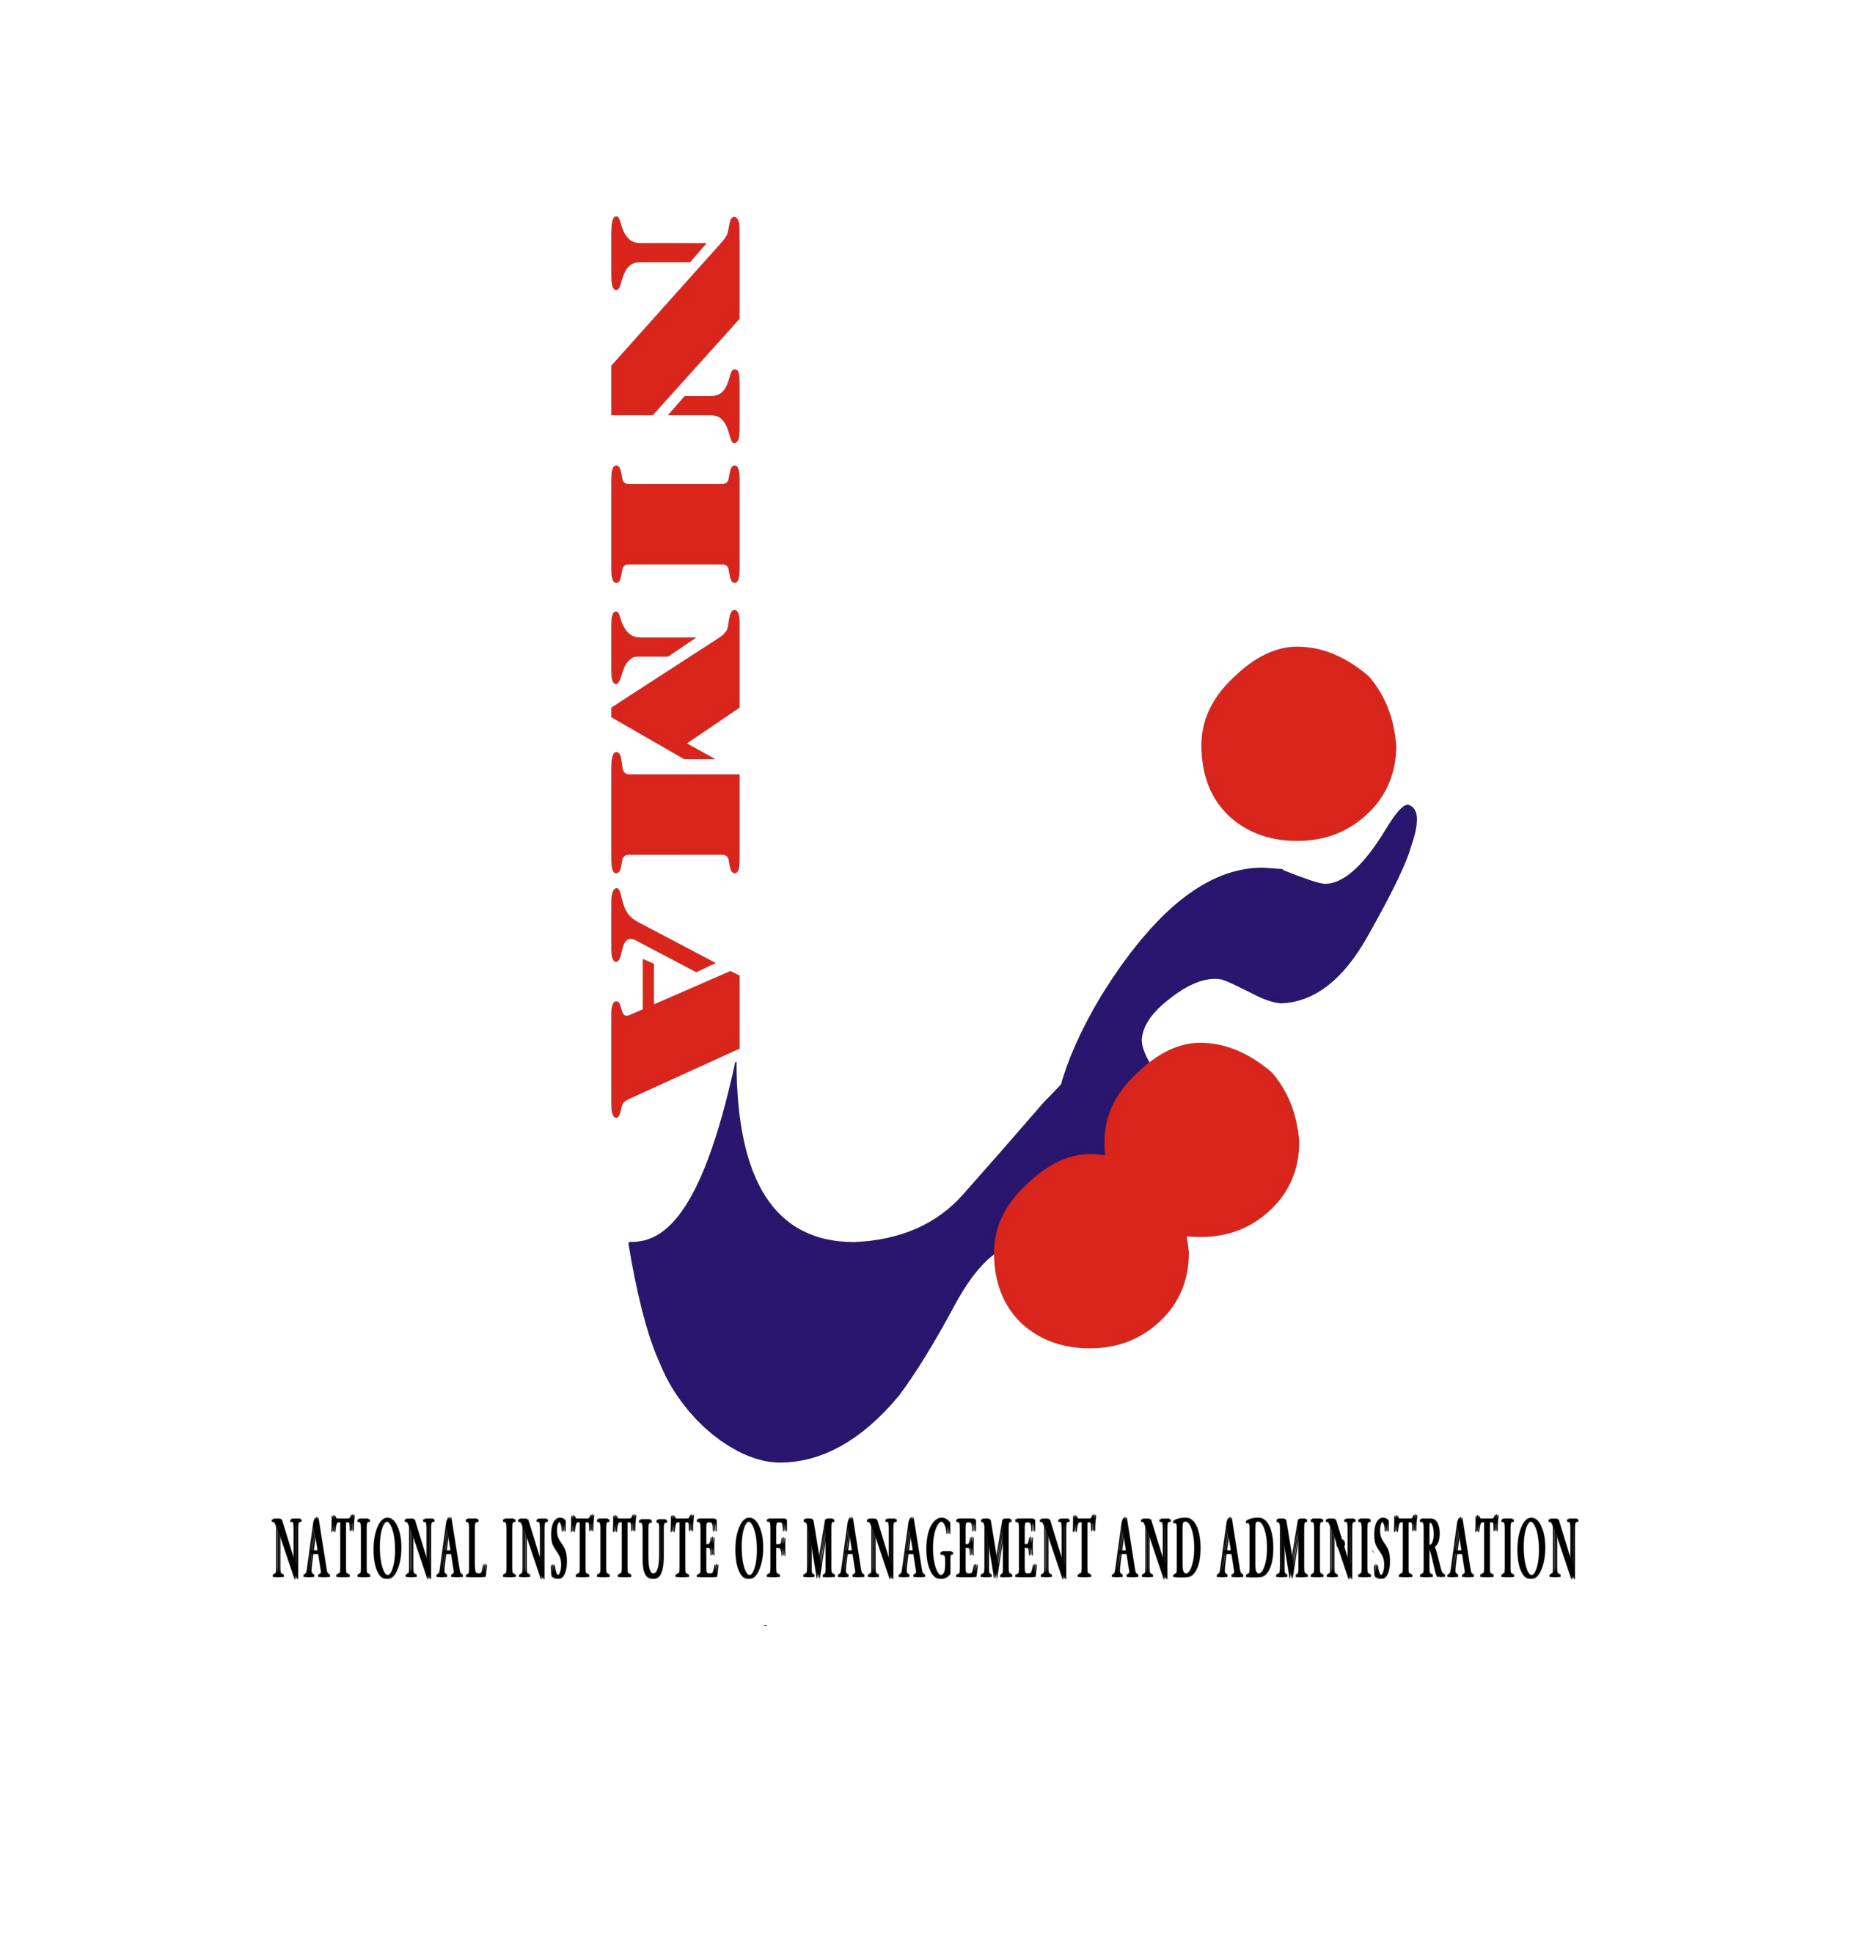 NIMA
NATIONAL INSTITUTE OF MANAGEMENT AND ADMINISTRATION